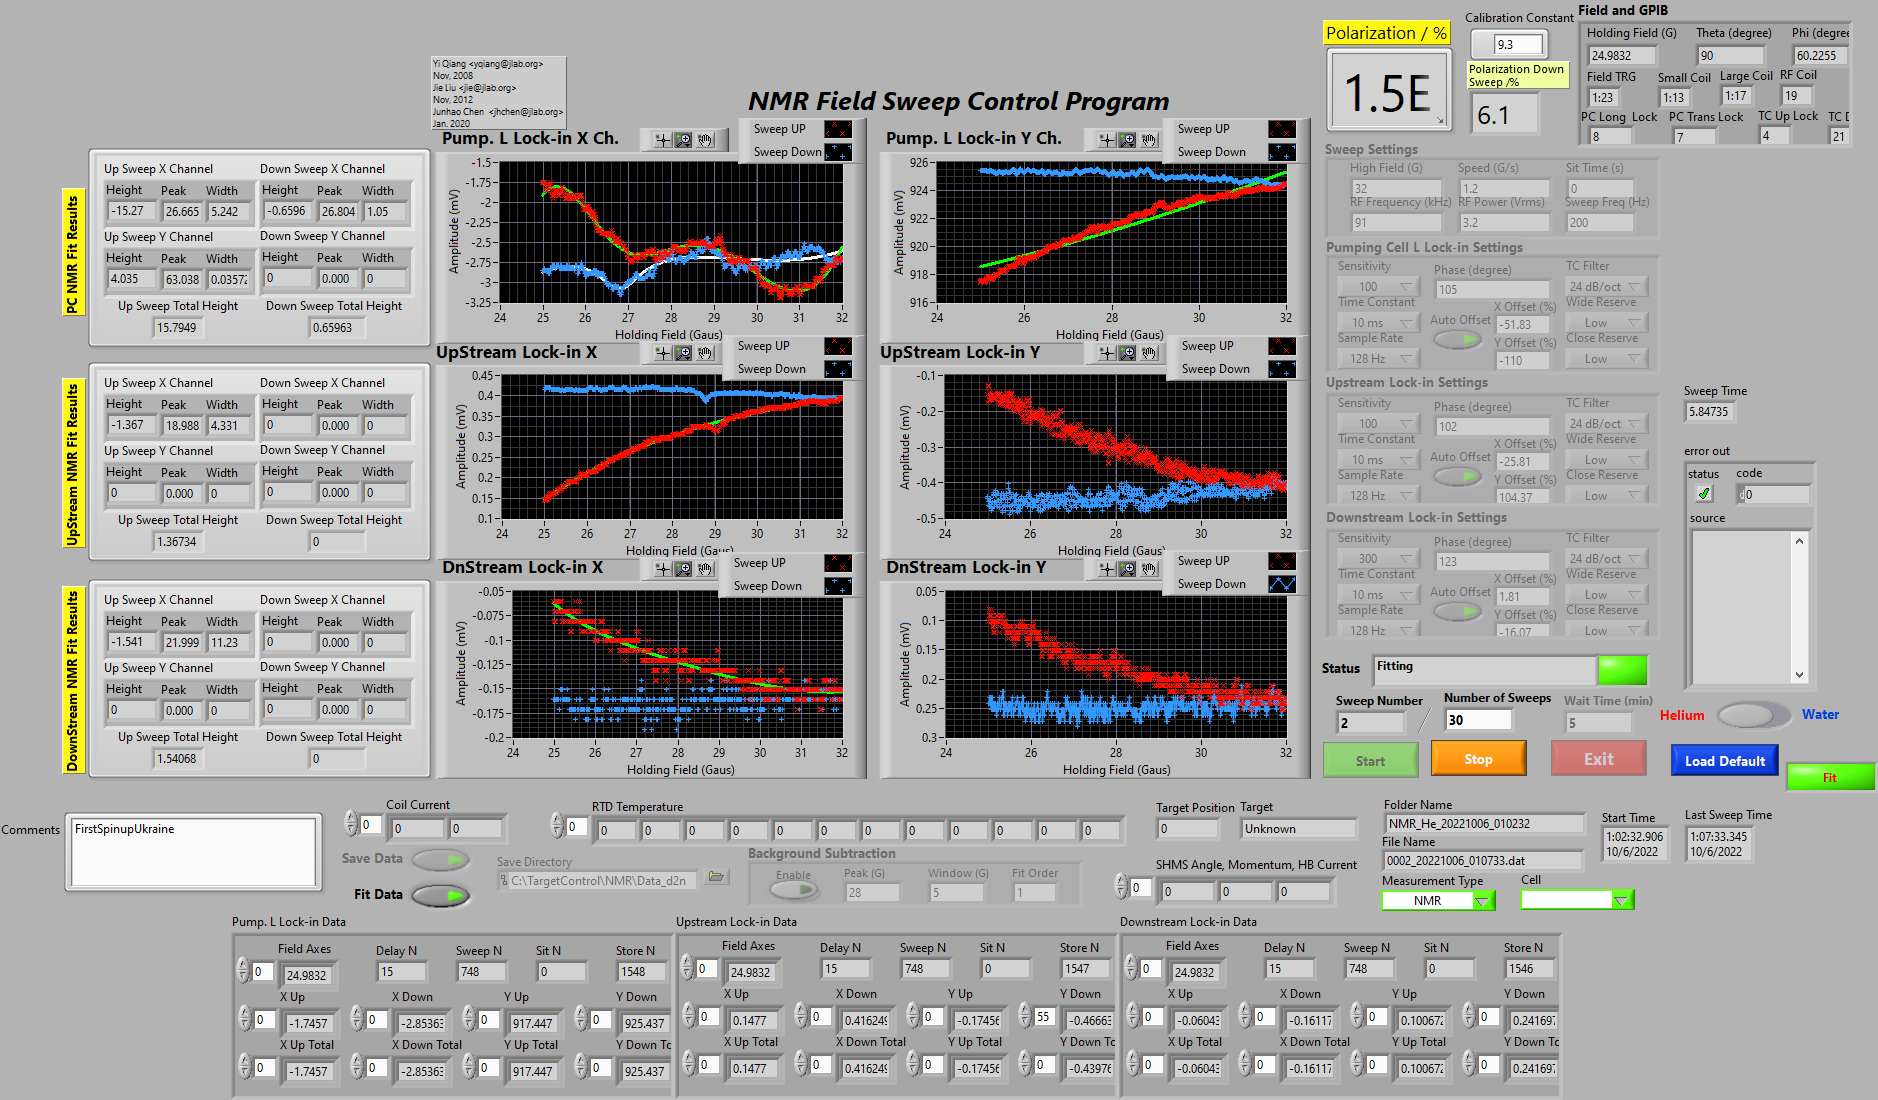 Yi Qiang <yqiang@jlab.org>
Nov, 2008
Jie Liu <jie@jlab.org>
Nov, 2012
Junhao Chen <jhchen@jlab.org>
Jan. 2020
NMR Field Sweep Control Program
Polarization / %
1.5E
Calibration Constant
9.3
Polarization Down
Sweep /%
6.1
Field and GPIB
Holding Field (G) Theta (degree) Phi (degree
24.9832 90 60.2255
Field TRG Small Coil Large Coil RF Coil
1:23 1:13 1:17 19
PC Long Lock PC Trans Lock TC Up Lock TC D
8 7 4 21
PC NMR Fit Results
Up Sweep X Channel Down Sweep X Channel
Height Peak Width Height Peak Width
-15.27 26.665 5.242 -0.6596 26.804 1.05
Up Sweep Y Channel Down Sweep Y Channel
Height Peak Width Height Peak Width
4.035 63.038 0.03572 0 0.000 0
Up Sweep Total Height Down Sweep Total Height
15.7949 0.65963
UpStream NMR Fit Results
Up Sweep X Channel Down Sweep X Channel
Height Peak Width Height Peak Width
-1.367 18.988 4.331 0 0.000 0
Up Sweep Y Channel Down Sweep Y Channel
Height Peak Width Height Peak Width
0 0.000 0 0 0.000 0
Up Sweep Total Height Down Sweep Total Height
1.36734 0
DownStream NMR Fit Results
Up Sweep X Channel Down Sweep X Channel
Height Peak Width Height Peak Width
-1.541 21.999 11.23 0 0.000 0
Up Sweep Y Channel Down Sweep Y Channel
Height Peak Width Height Peak Width
0 0.000 0 0 0.000 0
Up Sweep Total Height Down Sweep Total Height
1.54068 0
Pump. L Lock-in X Ch.
Sweep UP
Sweep Down
Amplitude (mV)
-1.5
-1.75
-2
-2.25
-2.5
-2.75
-3
-3.25
24 25 26 27 28 29 30 31 32
Holding Field (Gaus)
Pump. L Lock-in Y Ch.
Sweep UP
Sweep Down
Amplitude (mV)
926
924
922
920
918
916
24 26 28 30 32
Holding Field (Gaus)
UpStream Lock-in X
Sweep UP
Sweep Down
Amplitude (mV)
0.45
0.4
0.35
0.3
0.25
0.2
0.15
0.1
24 25 26 27 28 29 30 31 32
Holding Field (Gaus)
UpStream Lock-in Y
Sweep UP
Sweep Down
Amplitude (mV)
-0.1
-0.2
-0.3
-0.4
-0.5
24 26 28 30 32
Holding Field (Gaus)
DnStream Lock-in X
Sweep UP
Sweep Down
Amplitude (mV)
-0.05
-0.075
-0.1
-0.125
-0.15
-0.175
-0.2
24 25 26 27 28 29 30 31 32
Holding Field (Gaus)
DnStream Lock-in Y
Sweep UP
Sweep Down
Amplitude (mV)
0.05
0.1
0.15
0.2
0.25
0.3
24 26 28 30 32
Holding Field (Gaus)
Sweep Settings
High Field (G) Speed (G/s) Sit Time (s)
32 1.2 0
RF Frequency (kHz) RF Power (Vrms) Sweep Freq (Hz)
91 3.2 200
Pumping Cell L Lock-in Settings
Sensitivity Phase (degree) TC Filter
100 105 24 dB/oct
Time Constant X Offset (%) Wide Reserve
10 ms Auto Offset -51.83 Low
Sample Rate Y Offset (%) Close Reserve
128 Hz -110 Low
Upstream Lock-in Settings
Sensitivity Phase (degree) TC Filter
100 102 24 dB/oct
Time Constant X Offset (%) Wide Reserve
10 ms Auto Offset -25.81 Low
Sample Rate Y Offset (%) Close Reserve
128 Hz 104.37 Low
Downstream Lock-in Settings
Sensitivity Phase (degree) TC Filter
300 123 24 dB/oct
Time Constant X Offset (%) Wide Reserve
10 ms Auto Offset 1.81 Low
Sample Rate Y Offset (%) Close Reserve
128 Hz -16.07 Low
Sweep Time
5.84735
error out
status code
0
source
Status Fitting
Sweep Number Number of Sweeps Wait Time (min)
2 / 30 5
Helium Water
Start Stop Exit Load Default Fit
Comments FirstSpinupUkraine
Coil Current
0 0 0
Save Data
Fit Data
RTD Temperature
0 0 0 0 0 0 0 0 0 0 0 0 0
Save Directory
C:\TargetControl\NMR\Data_d2n
Background Subtraction
Enable Peak (G) Window (G) Fit Order
28 5 1
Target Position Target
0 Unknown
SHMS Angle, Momentum, HB Current
0 0 0 0
Folder Name
NMR_He_20221006_010232
File Name
0002_20221006_010733.dat
Measurement Type Cell
NMR
Start Time
1:02:32.906
10/6/2022
Last Sweep Time
1:07:33.345
10/6/2022
Pump. L Lock-in Data
Field Axes Delay N Sweep N Sit N Store N
0 24.9832 15 748 0 1548
X Up X Down Y Up Y Down
0 -1.7457 0 -2.85363 0 917.447 0 925.437
X Up Total X Down Total Y Up Total Y Down To
0 -1.7457 0 -2.85363 0 917.447 0 925.437
Upstream Lock-in Data
Field Axes Delay N Sweep N Sit N Store N
0 24.9832 15 748 0 1547
X Up X Down Y Up Y Down
0 0.1477 0 0.416249 0 -0.17456 55 -0.46663
X Up Total X Down Total Y Up Total Y Down To
0 0.1477 0 0.416249 0 -0.17456 0 -0.43976
Downstream Lock-in Data
Field Axes Delay N Sweep N Sit N Store N
0 24.9832 15 748 0 1546
X Up X Down Y Up Y Down
0 -0.06043 0 -0.16117 0 0.100672 0 0.241697
X Up Total X Down Total Y Up Total Y Down To
0 -0.06043 0 -0.16117 0 0.100672 0 0.241697